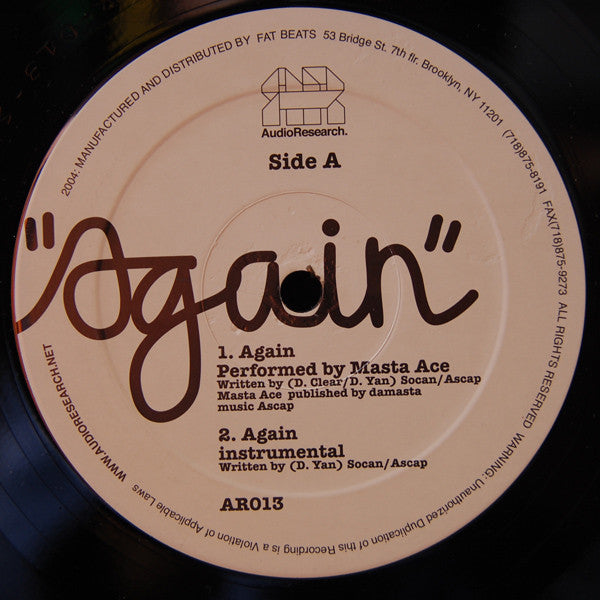 2004: MANUFACTURED AND DISTRIBUTED BY FAT BEATS 53 Bridge St. 7th flr. Brooklyn, NY 11201 (718)875-8191 FAX(718)875-9273 ALL RIGHTS RESERVED WARNING: Unauthorized Duplication of this Recording is a Violation of Applicable Laws WWW.AUDIORESEARCH.NET
AudioResearch.
Side A
"Again"
1. Again
Performed by Masta Ace
Written by (D. Clear/D. Yan) Socan/Ascap
Masta Ace published by damasta
music Ascap
2. Again
instrumental
Written by (D. Yan) Socan/Ascap
AR013